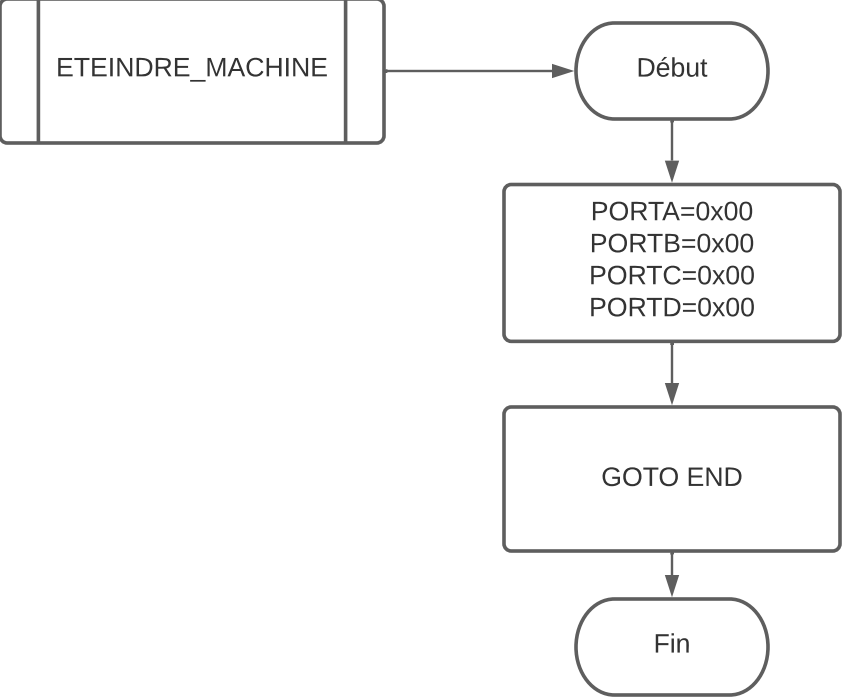 ETEINDRE_MACHINE
Début
PORTA=0x00
PORTB=0x00
PORTC=0x00
PORTD=0x00
GOTO END
Fin